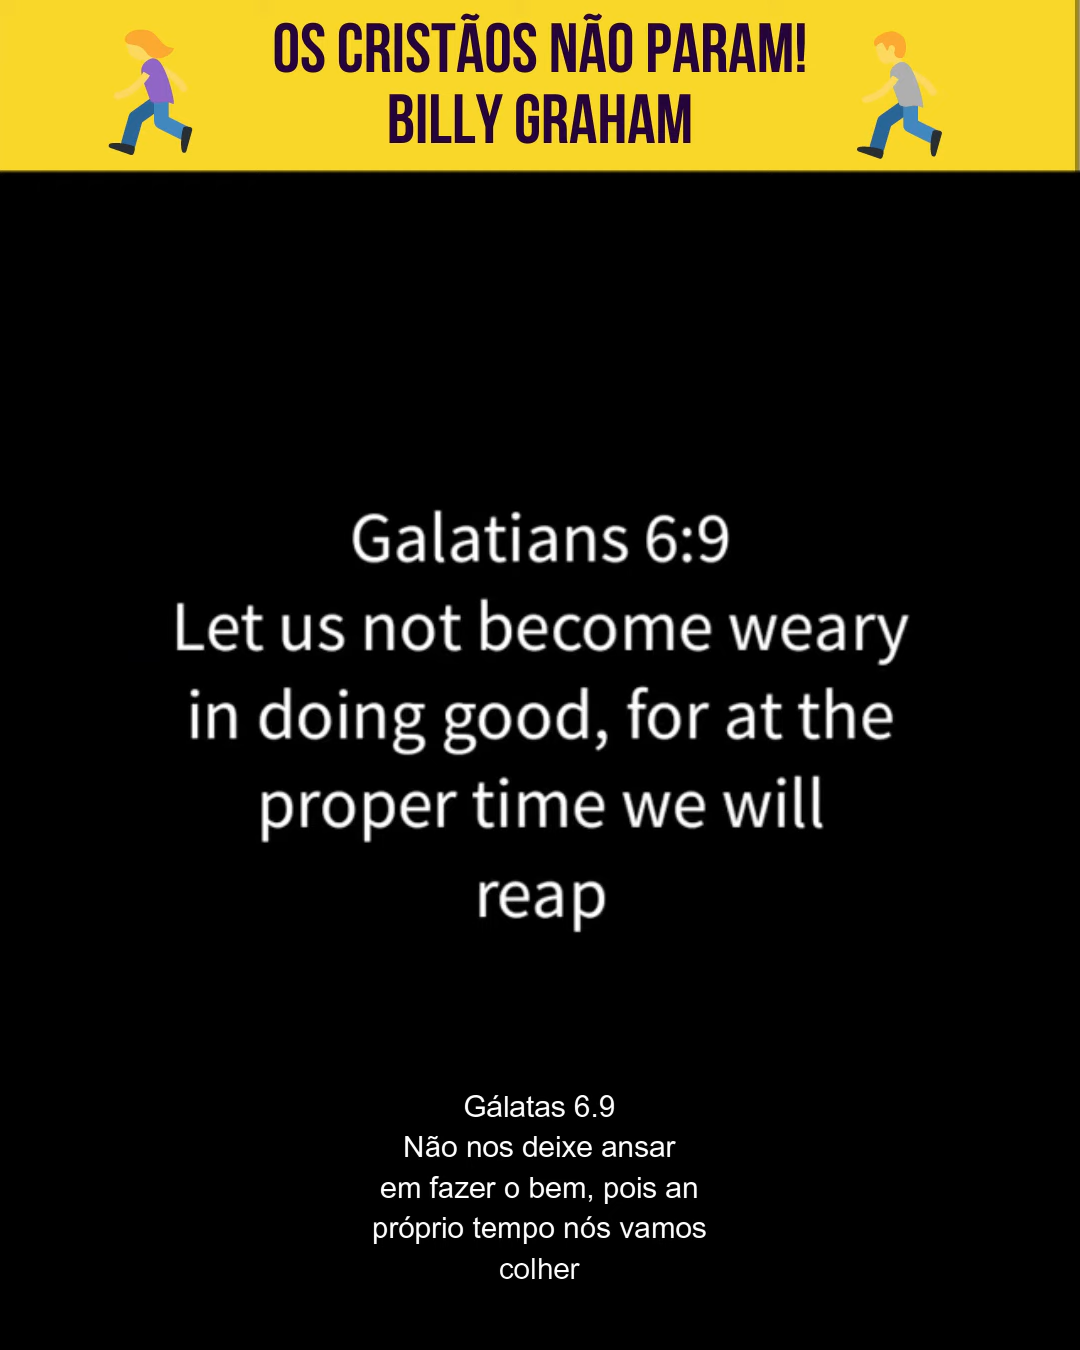 OS CRISTÃOS NÃO PARAM!
BILLY GRAHAM
Galatians 6:9
Let us not become weary
in doing good, for at the
proper time we will
reap
Gálatas 6.9
Não nos deixe ansar
em fazer o bem, pois an
próprio tempo nós vamos
colher